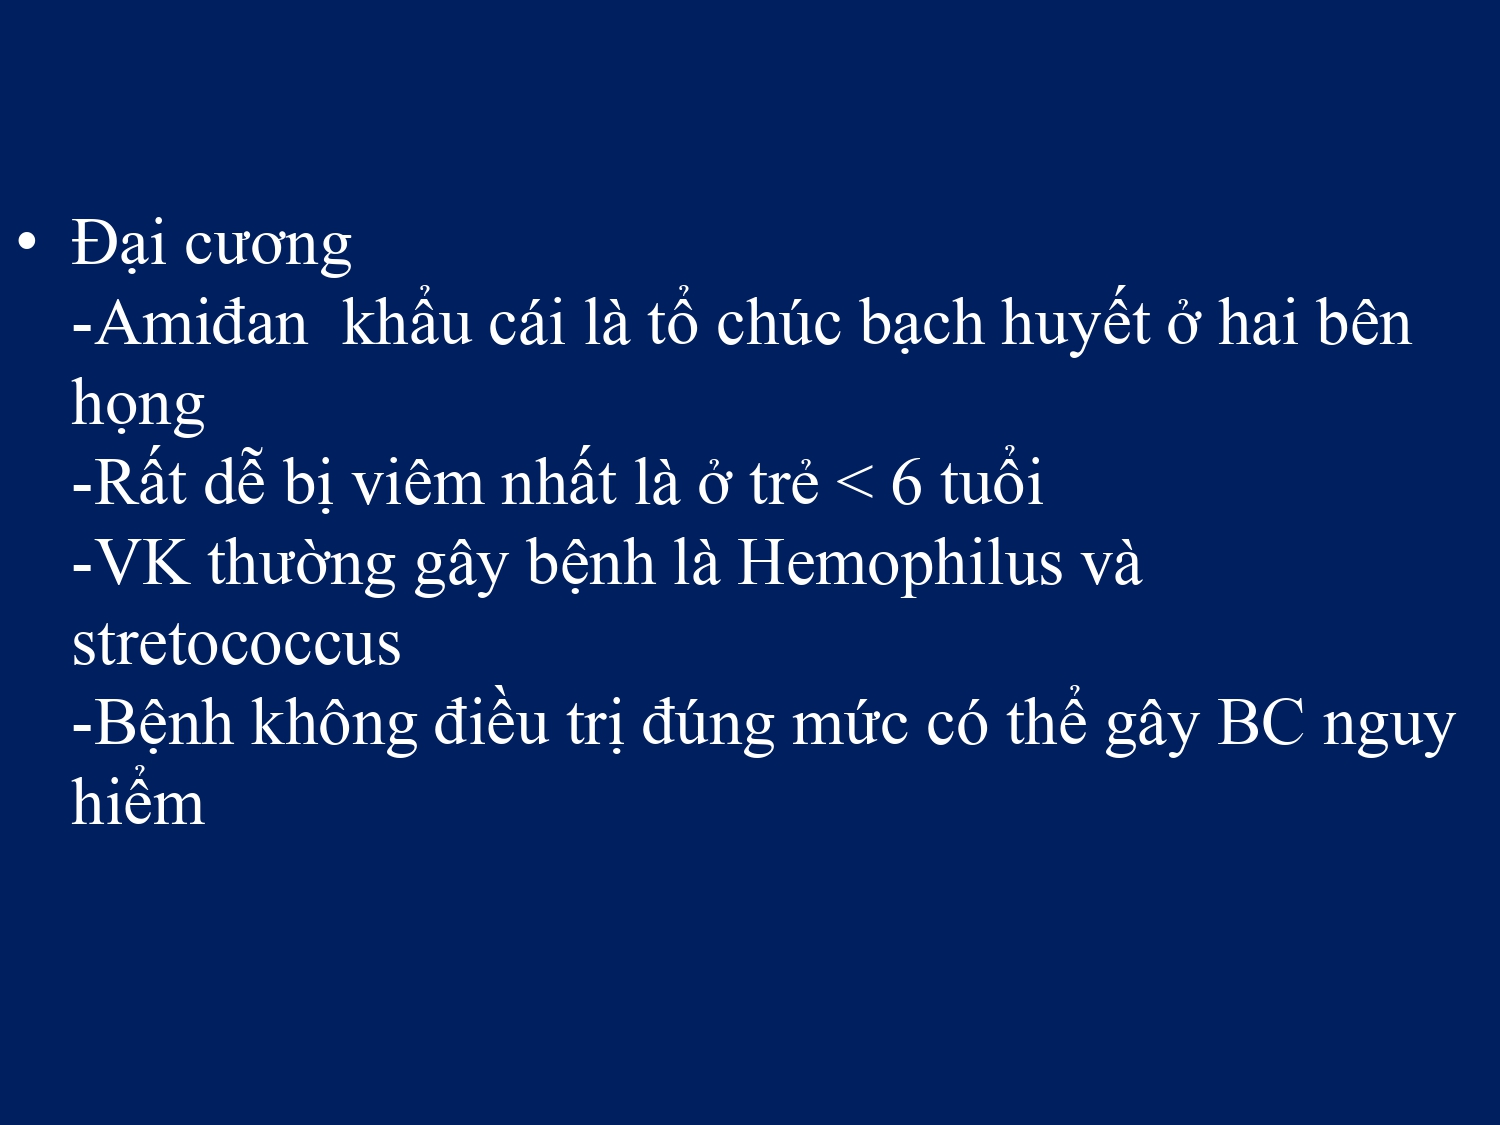 • Đại cương
-Amiđan  khẩu cái là tổ chúc bạch huyết ở hai bên
họng
-Rất dễ bị viêm nhất là ở trẻ < 6 tuổi
-VK thường gây bệnh là Hemophilus và
stretococcus
-Bệnh không điều trị đúng mức có thể gây BC nguy
hiểm